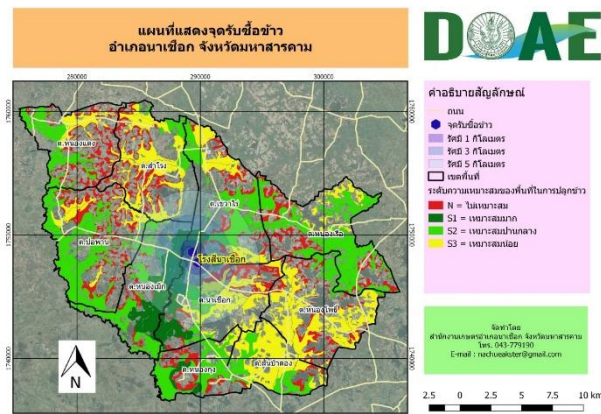 แผนที่แสดงจุดรับซื้อข้าว
อำเภอนาเชือก จังหวัดมหาสารคาม
DOAE
280000 290000 300000
1760000
1760000
1750000
1750000
1740000
1740000
ต.หนองแดง
ต.สำโรง
ต.เขวาไร่
ต.หนองเรือ
ต.ปอพาน
โรงสีนาเชือก
ต.หนองเม็ก
ต.นาเชือก
ต.หนองโพธิ์
ต.สันป่าตอง
ต.หนองกุง
N
คำอธิบายสัญลักษณ์
ถนน
จุดรับซื้อข้าว
รัศมี 1 กิโลเมตร
รัศมี 3 กิโลเมตร
รัศมี 5 กิโลเมตร
เขตพื้นที่
ระดับความเหมาะสมของพื้นที่ในการปลูกข้าว
N = ไม่เหมาะสม
S1 = เหมาะสมมาก
S2 = เหมาะสมปานกลาง
S3 = เหมาะสมน้อย
จัดทำโดย
สำนักงานเกษตรอำเภอนาเชือก จังหวัดมหาสารคาม
โทร. 043-779190
E-mail : nachueakster@gmail.com
2.5 0 2.5 5 7.5 10 km